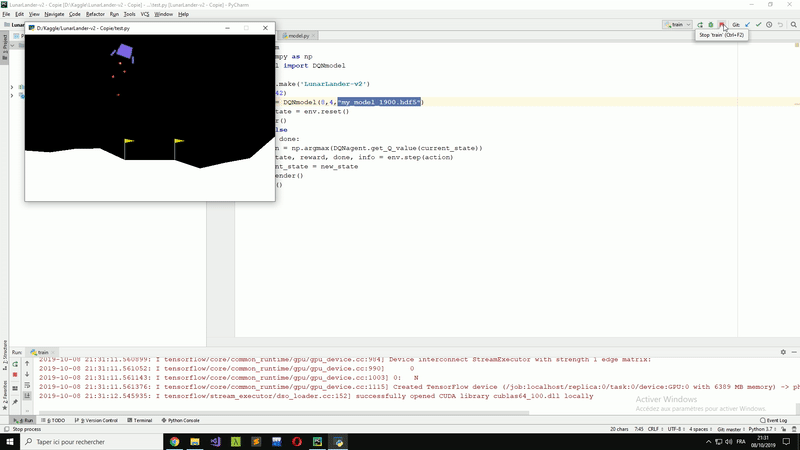 D:/Kaggle/LunarLander-v2 - Copie/test.py
LunarLander-v2 - Copie] - ...\test.py [LunarLander-v2 - Copie] - PyCharm
File Edit View Navigate Code Refactor Run Tools VCS Window Help
train
Git:
Stop 'train' (Ctrl+F2)
model.py
1: Project
mpy as np
l import DQNmodel
.make('LunarLander-v2')
42)
= DQNmodel(8,4,"my_model_1900.hdf5")
tate = env.reset()
r()
lse
done:
n = np.argmax(DQNagent.get_Q_value(current_state))
tate, reward, done, info = env.step(action)
nt_state = new_state
ender()
()
Run: train
2019-10-08 21:31:11.560899: I tensorflow/core/common_runtime/gpu/gpu_device.cc:984] Device interconnect StreamExecutor with strength 1 edge matrix:
2019-10-08 21:31:11.561052: I tensorflow/core/common_runtime/gpu/gpu_device.cc:990] 0
2019-10-08 21:31:11.561143: I tensorflow/core/common_runtime/gpu/gpu_device.cc:1003] 0: N
2019-10-08 21:31:11.561376: I tensorflow/core/common_runtime/gpu/gpu_device.cc:1115] Created TensorFlow device (/job:localhost/replica:0/task:0/device:GPU:0 with 6389 MB memory) -> ph
2019-10-08 21:31:12.545935: I tensorflow/stream_executor/dso_loader.cc:152] successfully opened CUDA library cublas64_100.dll locally
Activer Windows
Accédez aux paramètres pour activer Windows.
7: Structure
2: Favorites
4: Run 6: TODO 9: Version Control Terminal Python Console
Event Log
Stop process
20 chars 7:45 CRLF UTF-8 4 spaces Git: master Python 3.7
Taper ici pour rechercher
FRA
21:31
08/10/2019